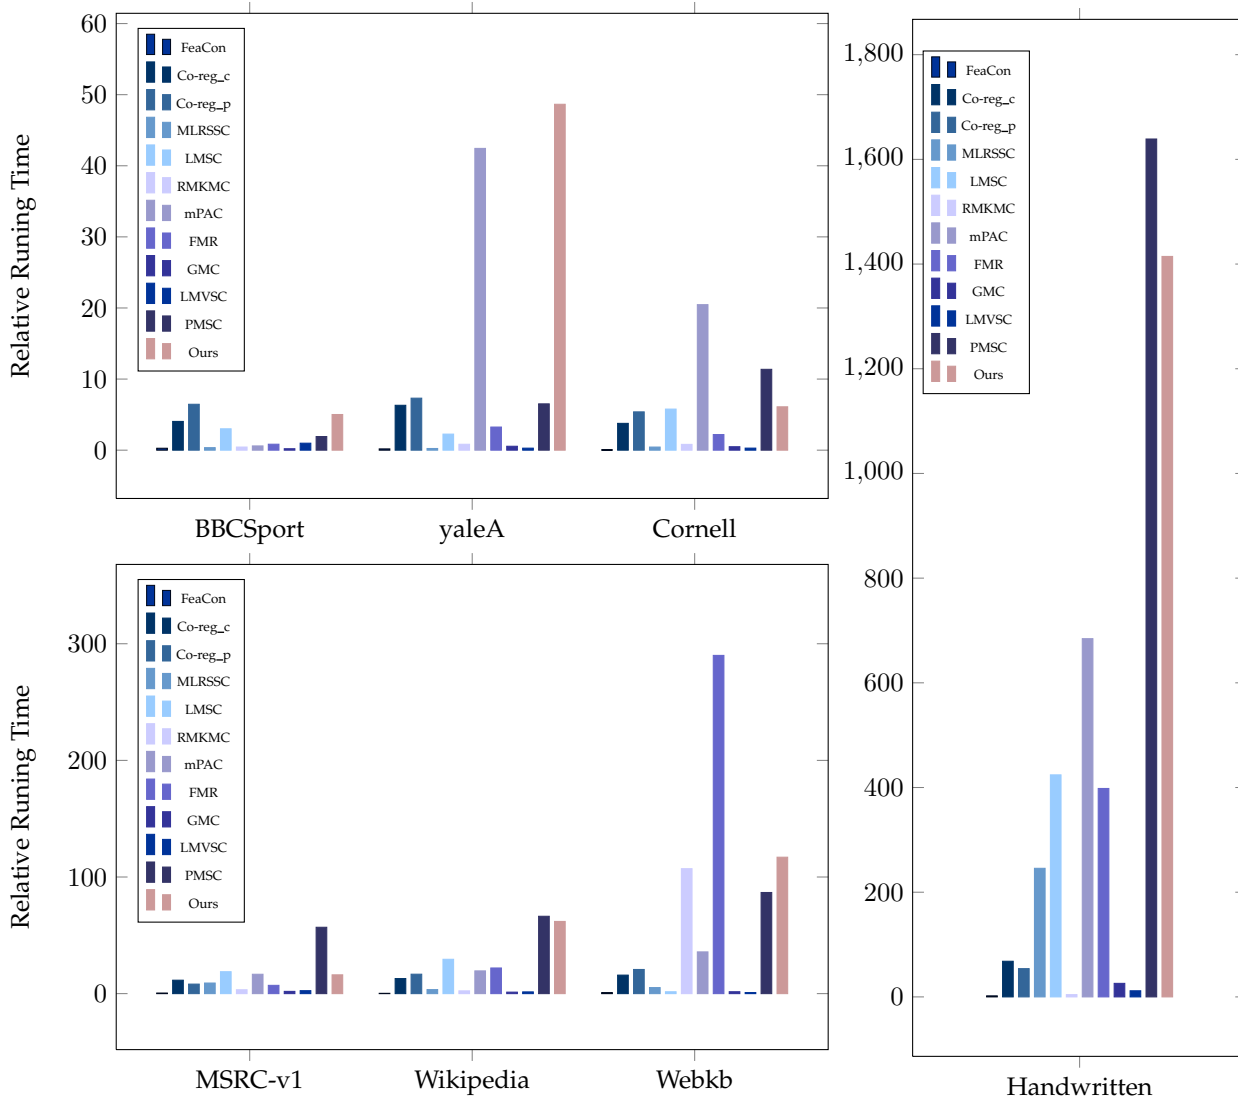 60
50
40
30
20
10
0
Relative Runing Time
FeaCon
Co-reg_c
Co-reg_p
MLRSSC
LMSC
RMKMC
mPAC
FMR
GMC
LMVSC
PMSC
Ours
BBCSport
yaleA
Cornell
300
200
100
0
Relative Runing Time
FeaCon
Co-reg_c
Co-reg_p
MLRSSC
LMSC
RMKMC
mPAC
FMR
GMC
LMVSC
PMSC
Ours
MSRC-v1
Wikipedia
Webkb
1,800
1,600
1,400
1,200
1,000
800
600
400
200
0
FeaCon
Co-reg_c
Co-reg_p
MLRSSC
LMSC
RMKMC
mPAC
FMR
GMC
LMVSC
PMSC
Ours
Handwritten